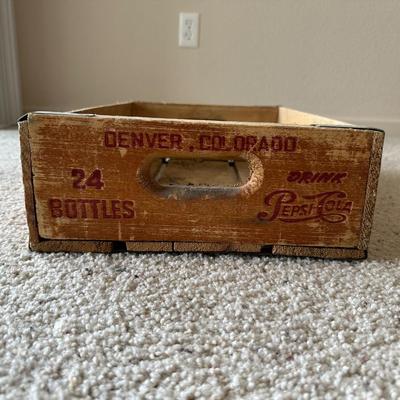 DENVER, COLORADO
24
BOTTLES
DRINK
PEPSI-COLA